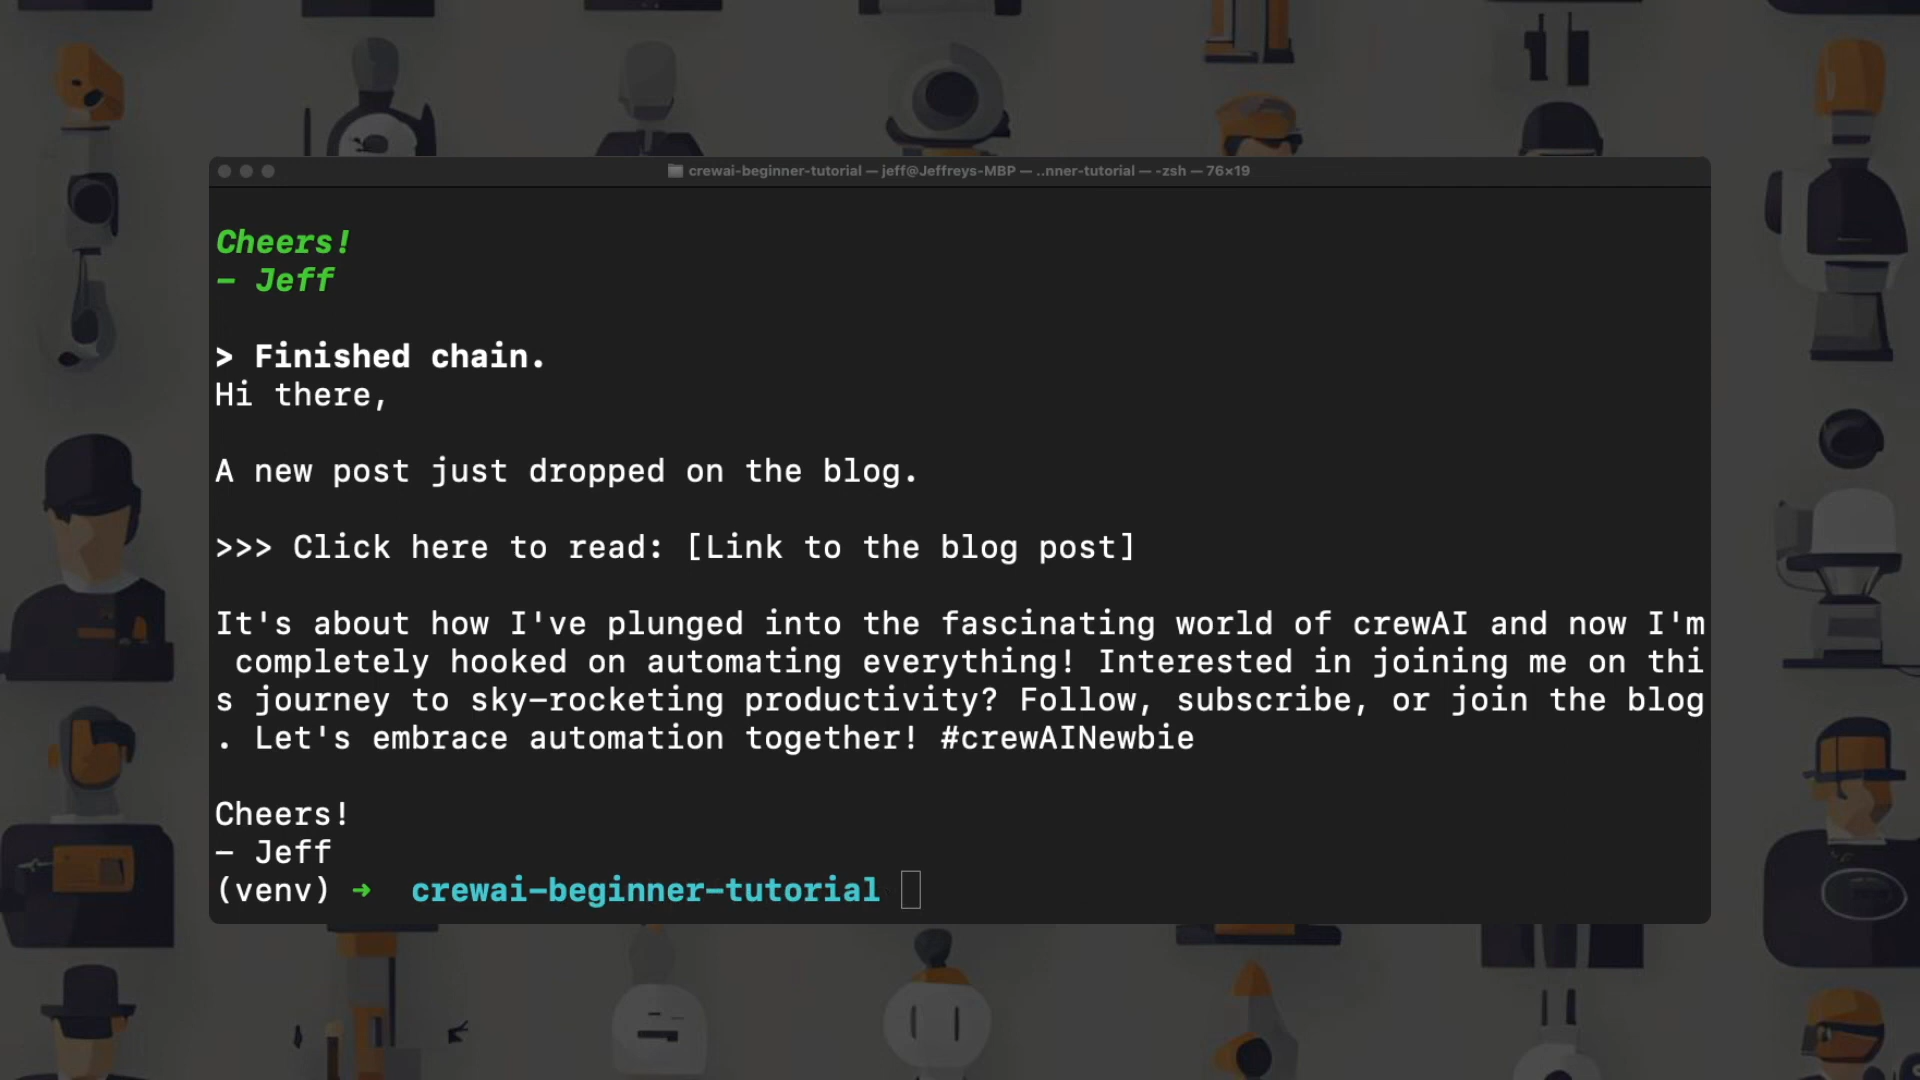 crewai-beginner-tutorial — jeff@Jeffreys-MBP — ..nner-tutorial — -zsh — 76×19
Cheers!
- Jeff
> Finished chain.
Hi there,
A new post just dropped on the blog.
>>> Click here to read: [Link to the blog post]
It's about how I've plunged into the fascinating world of crewAI and now I'm
 completely hooked on automating everything! Interested in joining me on thi
s journey to sky-rocketing productivity? Follow, subscribe, or join the blog
. Let's embrace automation together! #crewAINewbie
Cheers!
- Jeff
(venv) ➜  crewai-beginner-tutorial